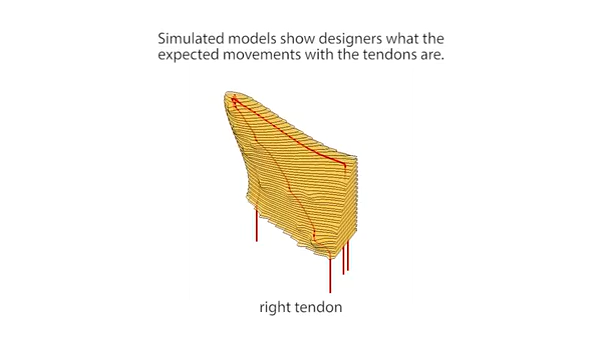 Simulated models show designers what the
expected movements with the tendons are.
right tendon